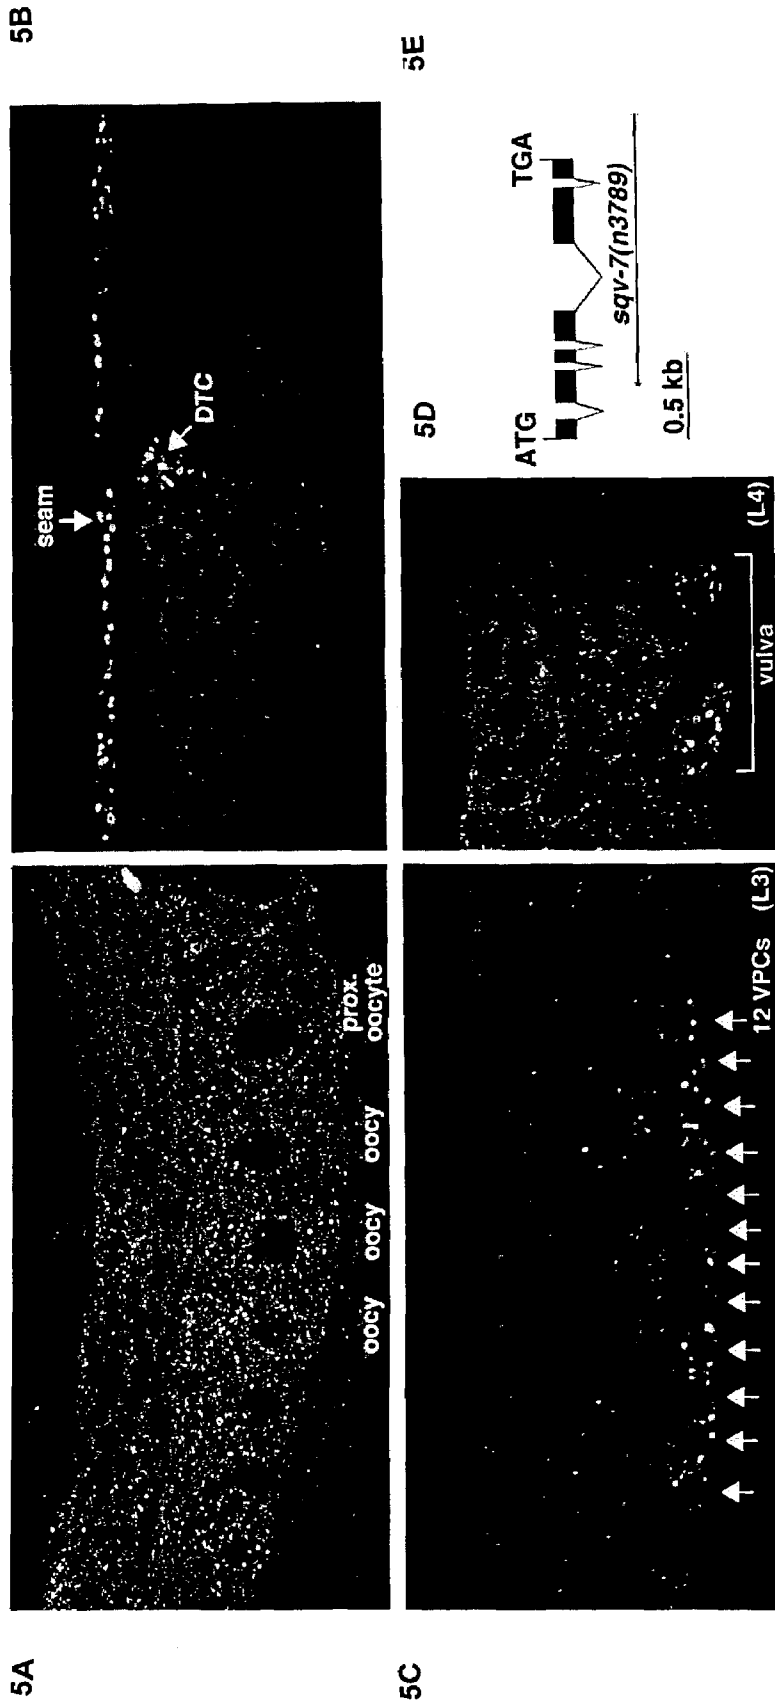 5A
prox.
oocy oocy oocy oocyte
5B
seam
DTC
5C
12 VPCs (L3)
5D
vulva
(L4)
5E
ATG
TGA
sqv-7(n3789)
0.5 kb